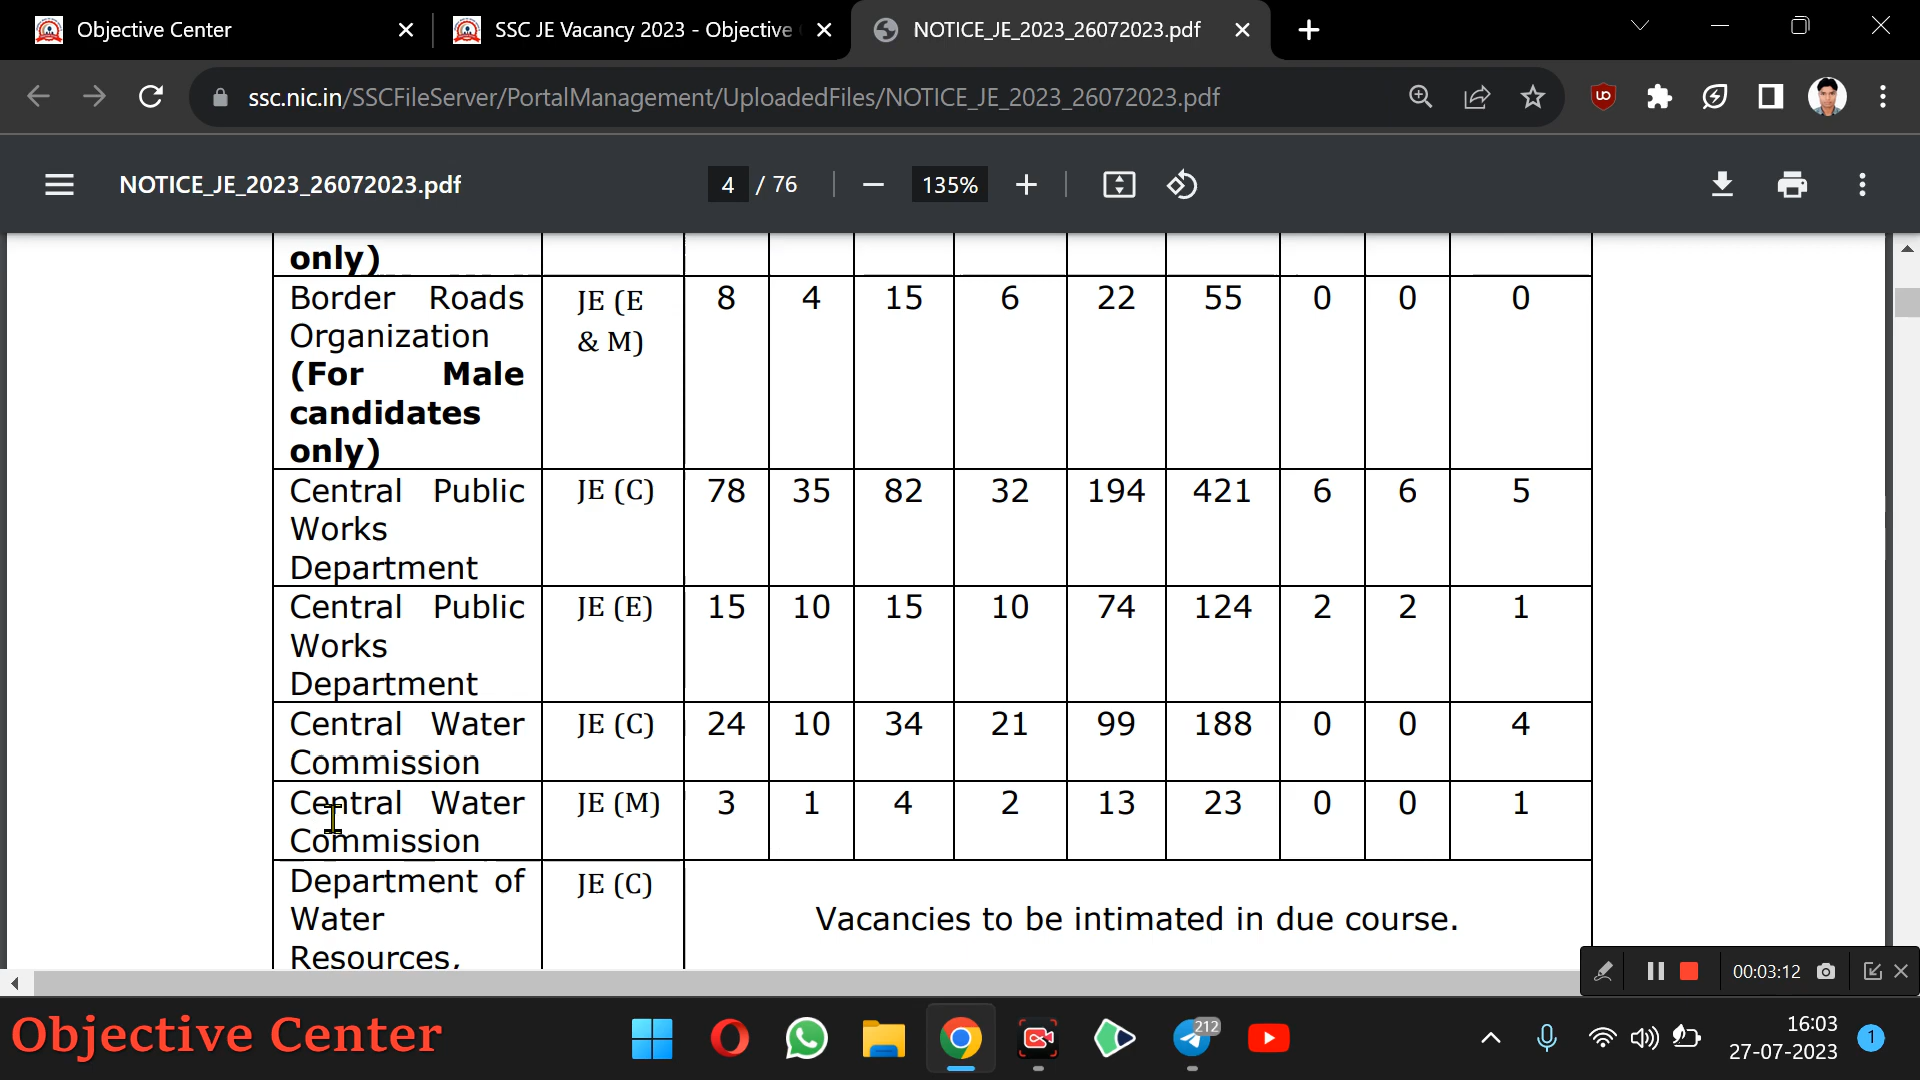 Objective Center
SSC JE Vacancy 2023 - Objective
NOTICE_JE_2023_26072023.pdf
ssc.nic.in/SSCFileServer/PortalManagement/UploadedFiles/NOTICE_JE_2023_26072023.pdf
NOTICE_JE_2023_26072023.pdf
4 / 76
135%
only)
Border Roads JE (E 8 4 15 6 22 55 0 0 0
Organization & M)
(For Male
candidates
only)
Central Public JE (C) 78 35 82 32 194 421 6 6 5
Works
Department
Central Public JE (E) 15 10 15 10 74 124 2 2 1
Works
Department
Central Water JE (C) 24 10 34 21 99 188 0 0 4
Commission
Central Water JE (M) 3 1 4 2 13 23 0 0 1
Commission
Department of JE (C)
Water Vacancies to be intimated in due course.
Resources,
00:03:12
Objective Center
212
16:03
27-07-2023
1